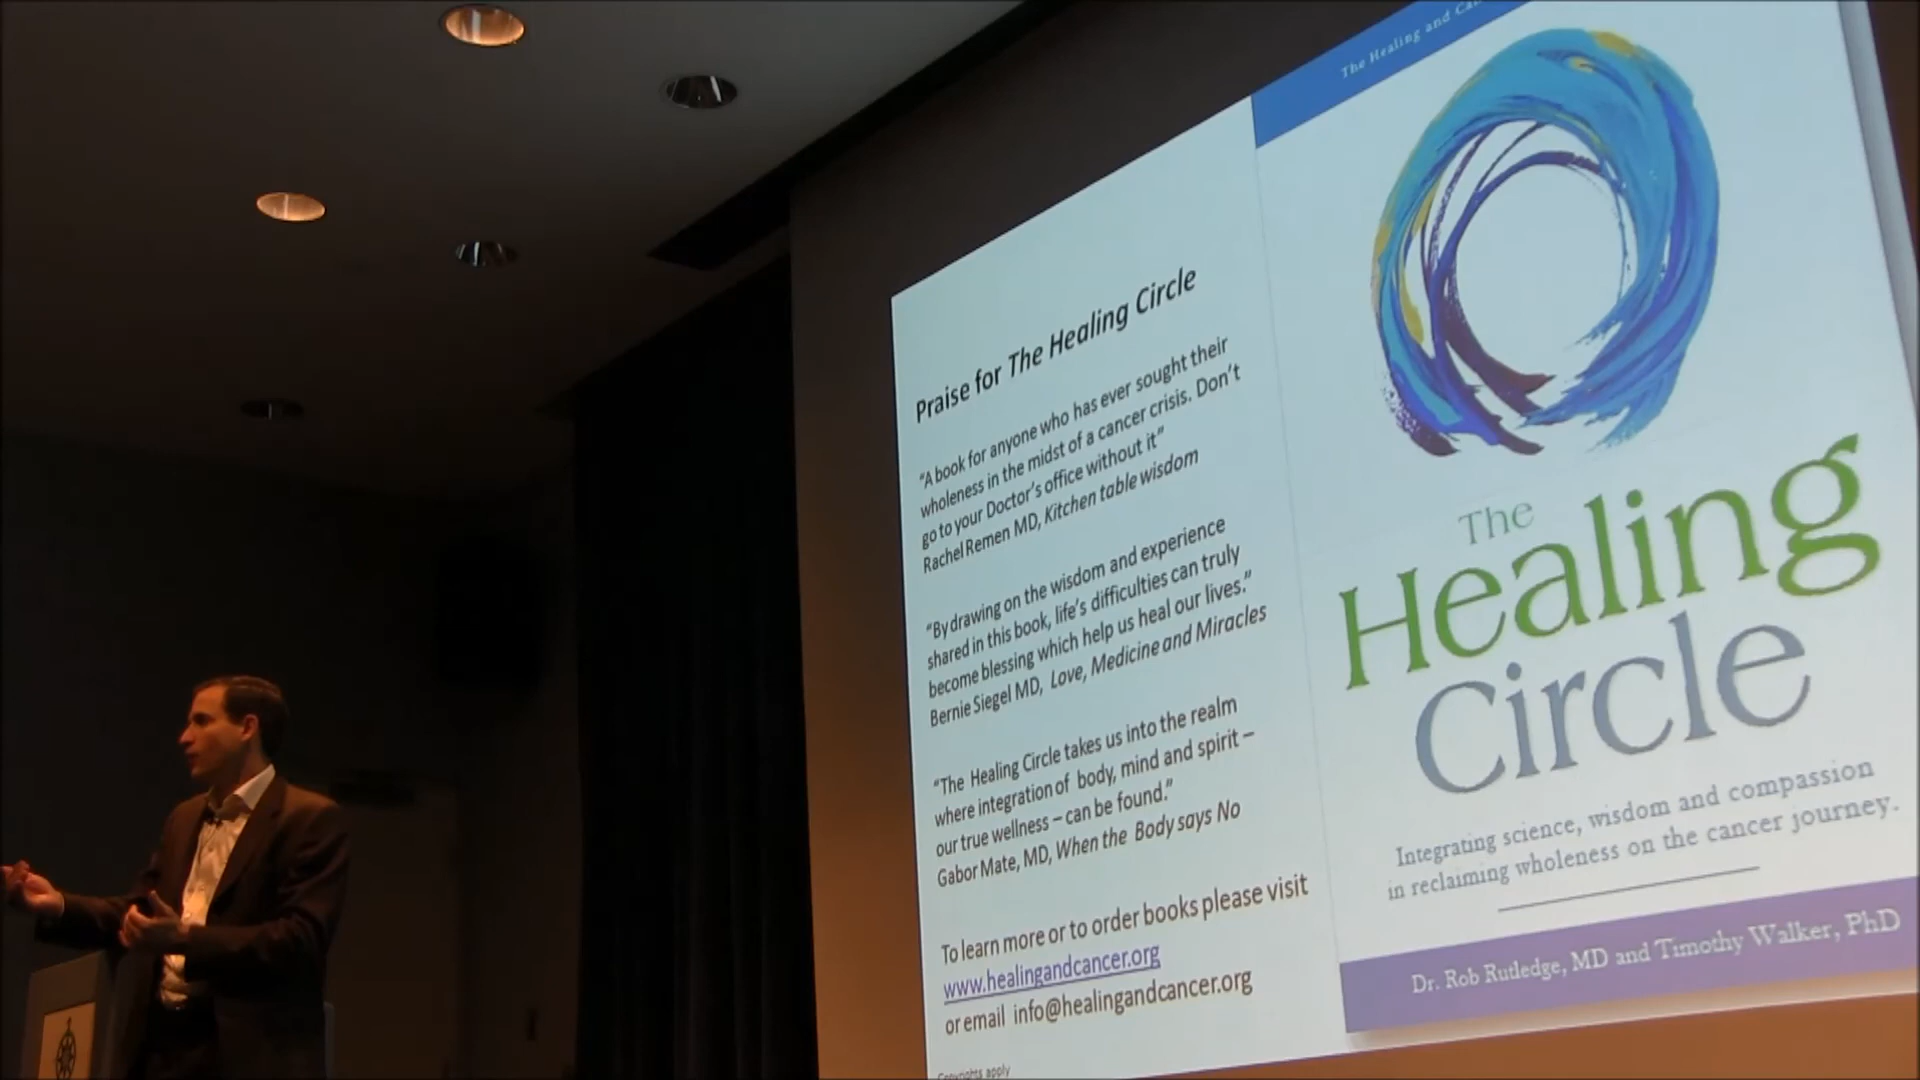 Praise for The Healing Circle
“A book for anyone who has ever sought their
wholeness in the midst of a cancer crisis. Don’t
go to your Doctor’s office without it”
Rachel Remen MD, Kitchen table wisdom
“By drawing on the wisdom and experience
shared in this book, life’s difficulties can truly
become blessing which help us heal our lives.”
Bernie Siegel MD, Love, Medicine and Miracles
“The Healing Circle takes us into the realm
where integration of body, mind and spirit –
our true wellness – can be found.”
Gabor Mate, MD, When the Body says No
To learn more or to order books please visit
www.healingandcancer.org
or email info@healingandcancer.org
Copyrights apply
The Healing and
The
Healing
Circle
Integrating science, wisdom and compassion
in reclaiming wholeness on the cancer journey.
Dr. Rob Rutledge, MD and Timothy Walker, PhD